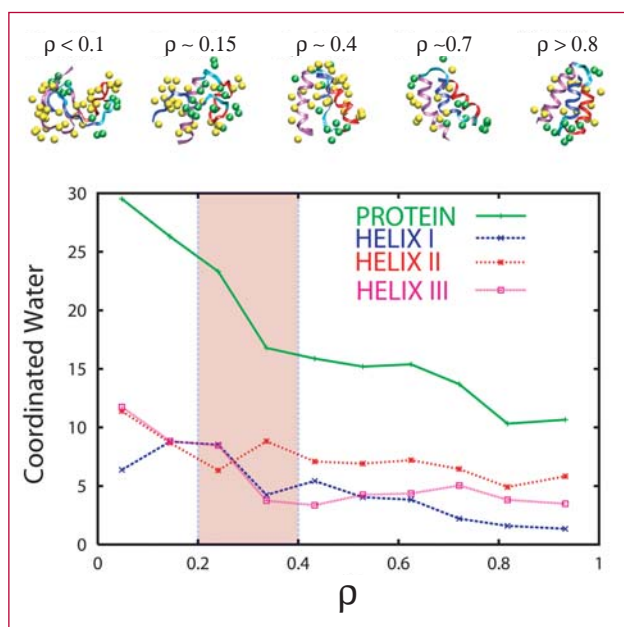 ρ < 0.1 ρ ~ 0.15 ρ ~ 0.4 ρ ~0.7 ρ > 0.8
30
25
20
15
10
5
0
Coordinated Water
PROTEIN
HELIX I
HELIX II
HELIX III
0 0.2 0.4 0.6 0.8 1
ρ